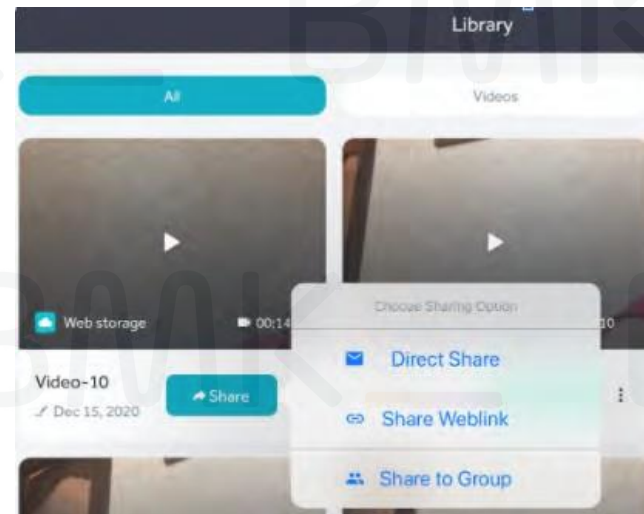 Library
All
Videos
Web storage
00:14
10
Choose Sharing Option
Direct Share
Video-10
Share
Dec 15, 2020
Share Weblink
Share to Group